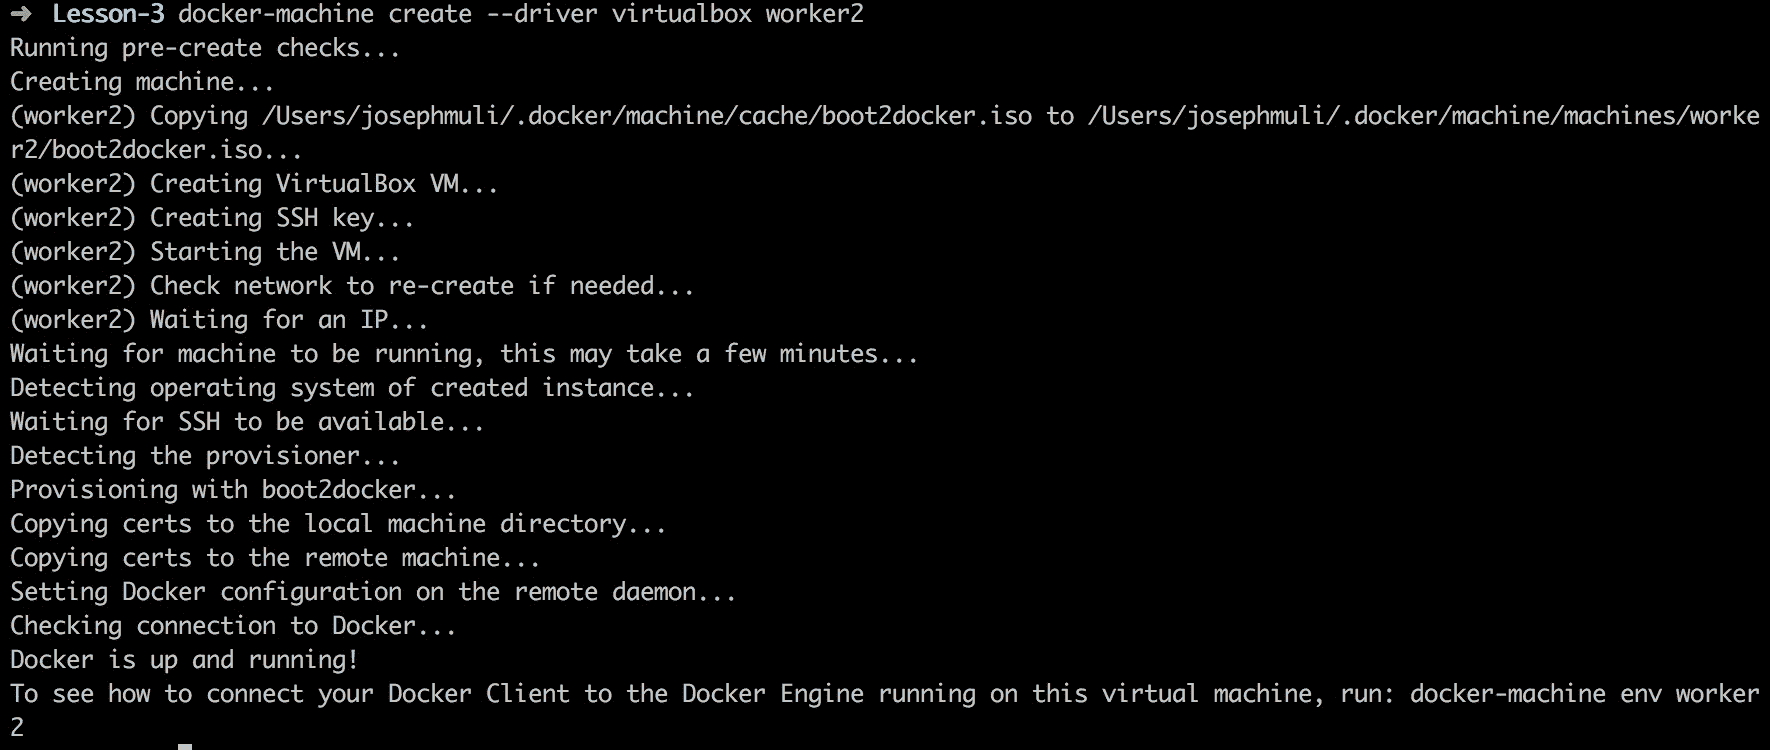 ➜ Lesson-3 docker-machine create --driver virtualbox worker2
Running pre-create checks...
Creating machine...
(worker2) Copying /Users/josephmuli/.docker/machine/cache/boot2docker.iso to /Users/josephmuli/.docker/machine/machines/worke
r2/boot2docker.iso...
(worker2) Creating VirtualBox VM...
(worker2) Creating SSH key...
(worker2) Starting the VM...
(worker2) Check network to re-create if needed...
(worker2) Waiting for an IP...
Waiting for machine to be running, this may take a few minutes...
Detecting operating system of created instance...
Waiting for SSH to be available...
Detecting the provisioner...
Provisioning with boot2docker...
Copying certs to the local machine directory...
Copying certs to the remote machine...
Setting Docker configuration on the remote daemon...
Checking connection to Docker...
Docker is up and running!
To see how to connect your Docker Client to the Docker Engine running on this virtual machine, run: docker-machine env worker
2